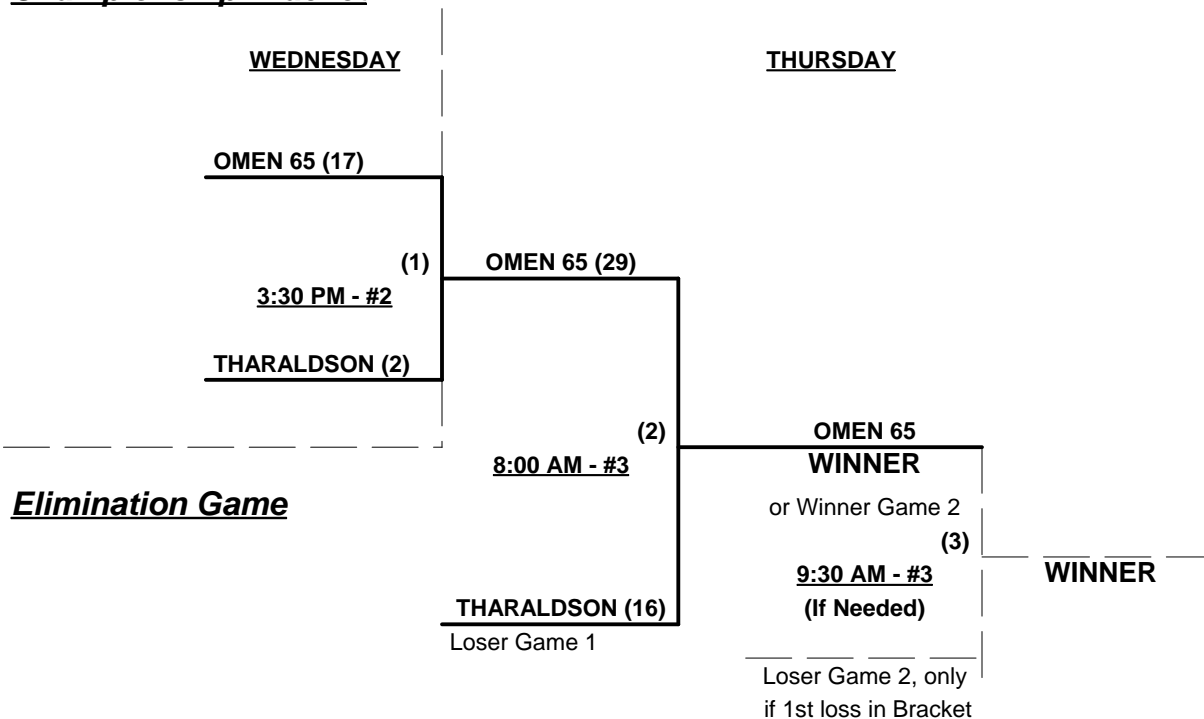 WEDNESDAY
THURSDAY
OMEN 65 (17)
(1)
OMEN 65 (29)
3:30 PM - #2
THARALDSON (2)
(2)
OMEN 65
8:00 AM - #3
WINNER
Elimination Game
or Winner Game 2
(3)
9:30 AM - #3
WINNER
(If Needed)
THARALDSON (16)
Loser Game 1
Loser Game 2, only
if 1st loss in Bracket